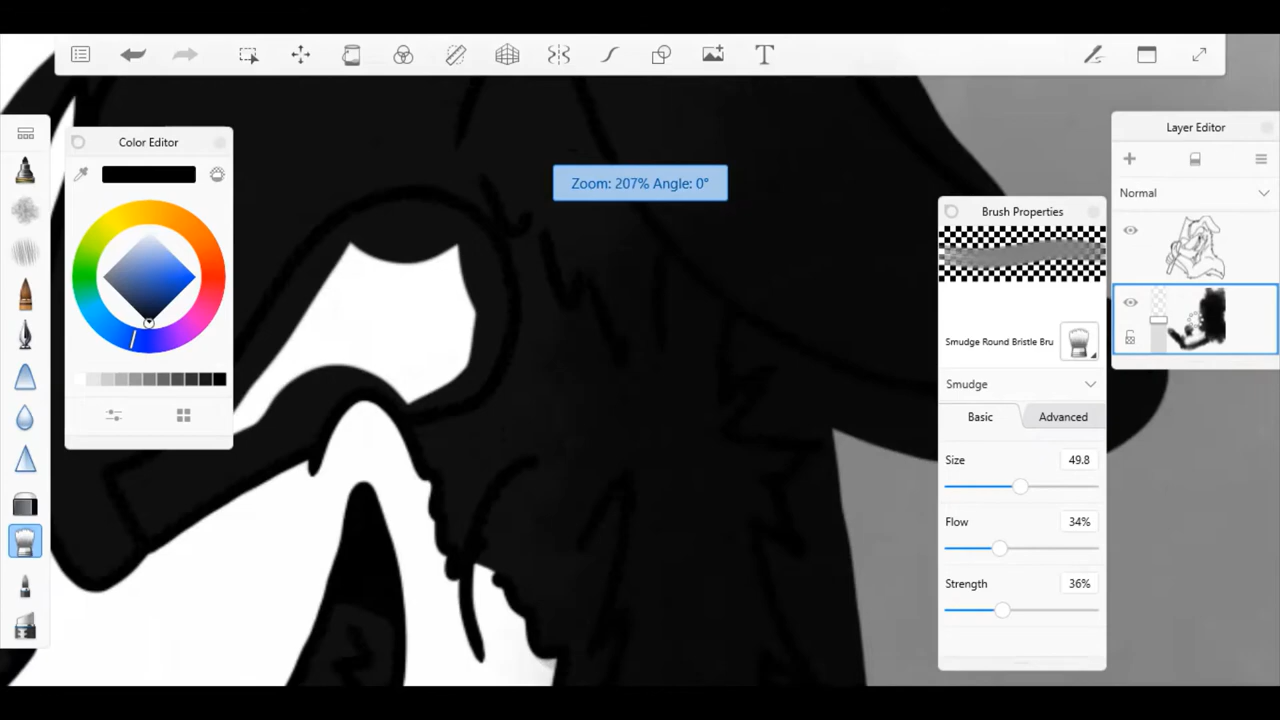 Zoom: 207% Angle: 0°
Color Editor
Layer Editor
Normal
Brush Properties
Smudge Round Bristle Bru
Smudge
Basic
Advanced
Size
49.8
Flow
34%
Strength
36%